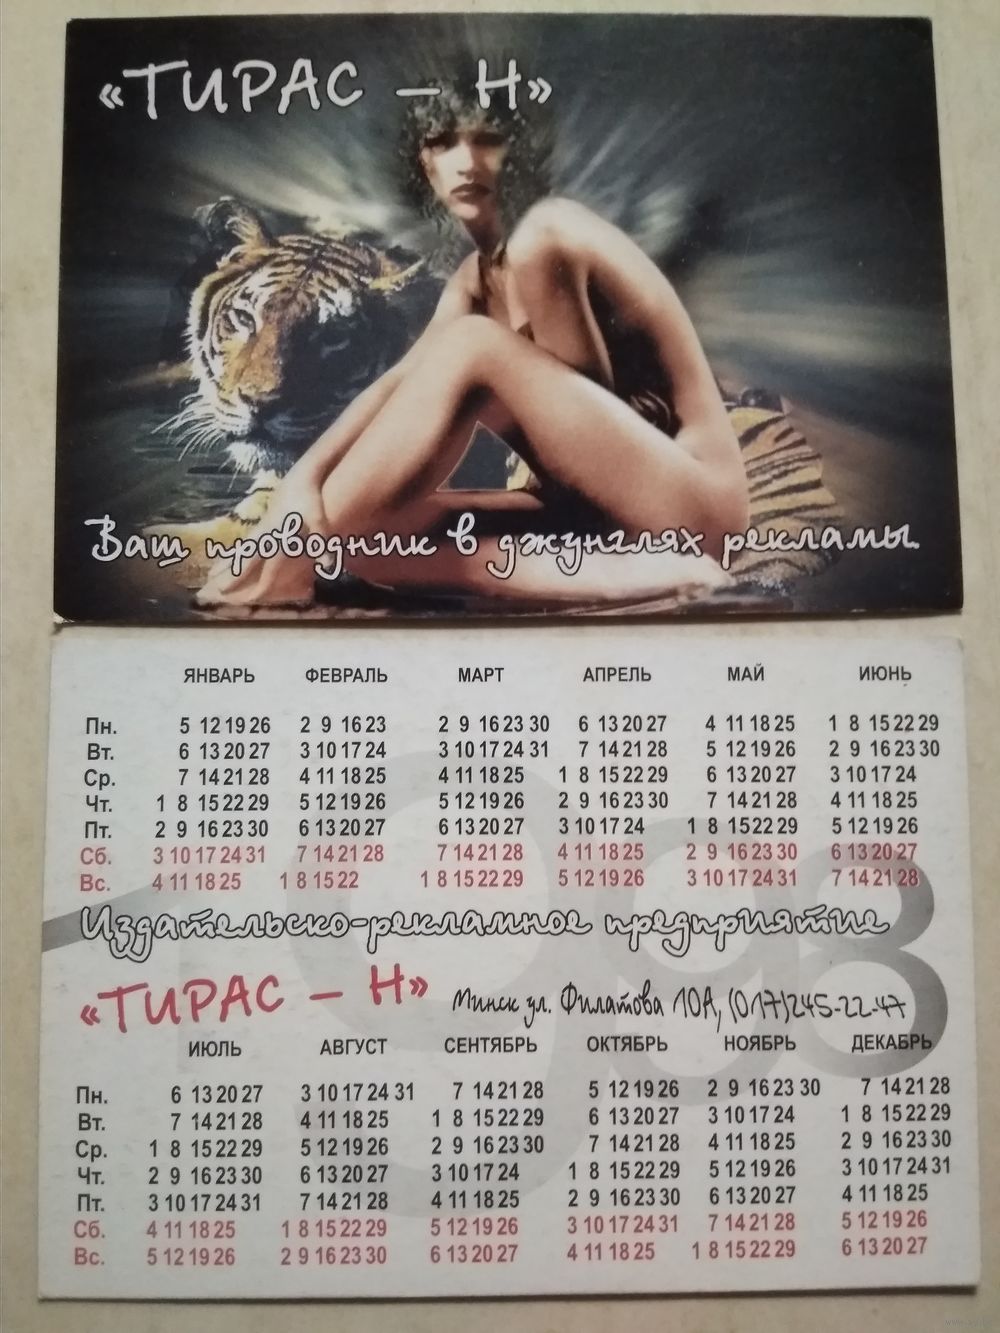 «ТИРАС – Н»
Ваш проводник в джунглях рекламы.
ЯНВАРЬ ФЕВРАЛЬ МАРТ АПРЕЛЬ МАЙ ИЮНЬ
Пн. 5 12 19 26 2 9 16 23 2 9 16 23 30 6 13 20 27 4 11 18 25 1 8 15 22 29
Вт. 6 13 20 27 3 10 17 24 3 10 17 24 31 7 14 21 28 5 12 19 26 2 9 16 23 30
Ср. 7 14 21 28 4 11 18 25 4 11 18 25 1 8 15 22 29 6 13 20 27 3 10 17 24
Чт. 1 8 15 22 29 5 12 19 26 5 12 19 26 2 9 16 23 30 7 14 21 28 4 11 18 25
Пт. 2 9 16 23 30 6 13 20 27 6 13 20 27 3 10 17 24 1 8 15 22 29 5 12 19 26
Сб. 3 10 17 24 31 7 14 21 28 7 14 21 28 4 11 18 25 2 9 16 23 30 6 13 20 27
Вс. 4 11 18 25 1 8 15 22 1 8 15 22 29 5 12 19 26 3 10 17 24 31 7 14 21 28
1998
Издательско-рекламное предприятие
«ТИРАС – Н» Минск ул. Филатова 10А, (017)245-22-47
ИЮЛЬ АВГУСТ СЕНТЯБРЬ ОКТЯБРЬ НОЯБРЬ ДЕКАБРЬ
Пн. 6 13 20 27 3 10 17 24 31 7 14 21 28 5 12 19 26 2 9 16 23 30 7 14 21 28
Вт. 7 14 21 28 4 11 18 25 1 8 15 22 29 6 13 20 27 3 10 17 24 1 8 15 22 29
Ср. 1 8 15 22 29 5 12 19 26 2 9 16 23 30 7 14 21 28 4 11 18 25 2 9 16 23 30
Чт. 2 9 16 23 30 6 13 20 27 3 10 17 24 1 8 15 22 29 5 12 19 26 3 10 17 24 31
Пт. 3 10 17 24 31 7 14 21 28 4 11 18 25 2 9 16 23 30 6 13 20 27 4 11 18 25
Сб. 4 11 18 25 1 8 15 22 29 5 12 19 26 3 10 17 24 31 7 14 21 28 5 12 19 26
Вс. 5 12 19 26 2 9 16 23 30 6 13 20 27 4 11 18 25 1 8 15 22 29 6 13 20 27